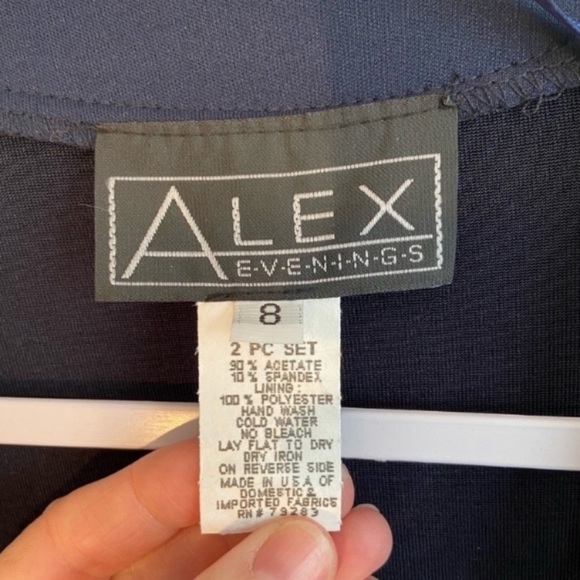 ALEX
E-V-E-N-I-N-G-S
8
2 PC SET
90% ACETATE
10% SPANDEX
LINING:
100% POLYESTER
HAND WASH
COLD WATER
NO BLEACH
LAY FLAT TO DRY
DRY IRON
ON REVERSE SIDE
MADE IN U.S.A OF
DOMESTIC &
IMPORTED FABRICS
RN# 79283